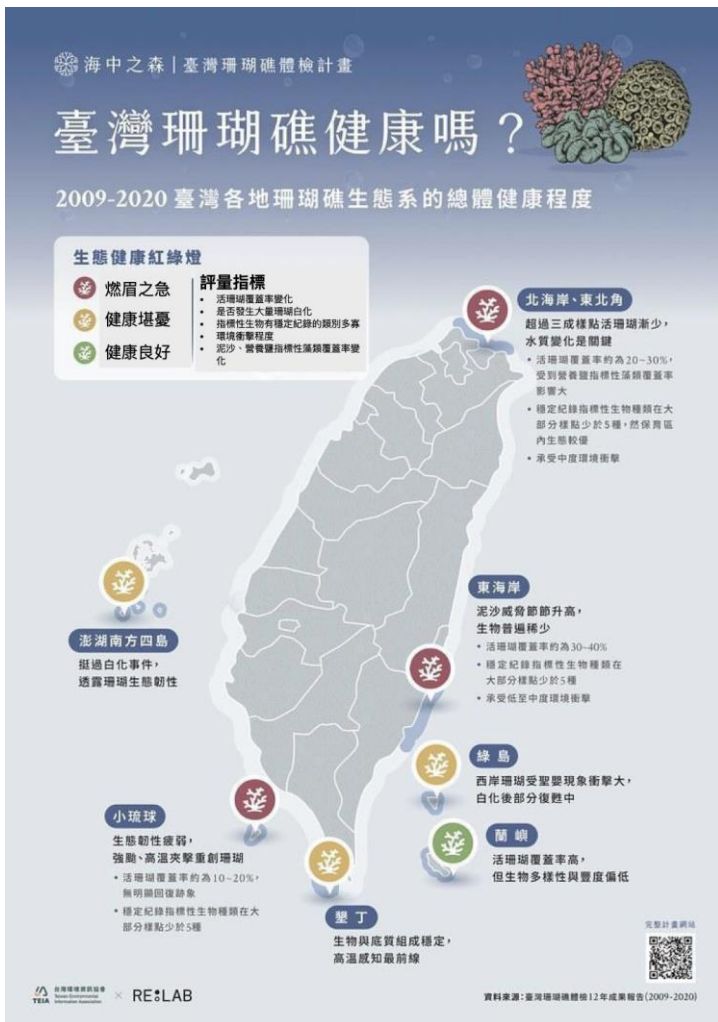 海中之森|臺灣珊瑚礁體檢計畫
臺灣珊瑚礁健康嗎?
2009-2020 臺灣各地珊瑚礁生態系的總體健康程度
生態健康紅綠燈
燃眉之急
健康堪憂
健康良好
評量指標
• 活珊瑚覆蓋率變化
• 是否發生大量珊瑚白化
• 指標性生物有穩定紀錄的類別多寡
• 環境衝擊程度
• 泥沙、營養鹽指標性藻類覆蓋率變
化
北海岸、東北角
超過三成樣點活珊瑚漸少,
水質變化是關鍵
• 活珊瑚覆蓋率約為20~30%,
受到營養鹽指標性藻類覆蓋率
影響大
• 穩定紀錄指標性生物種類在大
部分樣點少於5種,然保育區
內生態較優
• 承受中度環境衝擊
東海岸
泥沙威脅節節升高,
生物普遍稀少
• 活珊瑚覆蓋率約為30~40%
• 穩定紀錄指標性生物種類在
大部分樣點少於5種
• 承受低至中度環境衝擊
澎湖南方四島
挺過白化事件,
透露珊瑚生態韌性
綠島
西岸珊瑚受聖嬰現象衝擊大,
白化後部分復甦中
蘭嶼
活珊瑚覆蓋率高,
但生物多樣性與豐度偏低
小琉球
生態韌性疲弱,
強颱、高溫夾擊重創珊瑚
• 活珊瑚覆蓋率約為10~20%,
無明顯回復跡象
• 穩定紀錄指標性生物種類在大
部分樣點少於5種
墾丁
生物與底質組成穩定,
高溫感知最前線
完整計畫網站
TEIA
台灣環境資訊協會
Taiwan Environmental
Information Association
× RE:LAB
資料來源:臺灣珊瑚礁體檢12年成果報告(2009-2020)